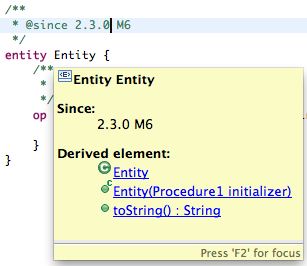 /**
* @since 2.3.0 M6
*/
entity Entity {
/**
*
*/
op
}
}
Entity Entity
Since:
2.3.0 M6
Derived element:
Entity
Entity(Procedure1 initializer)
toString() : String
Press 'F2' for focus